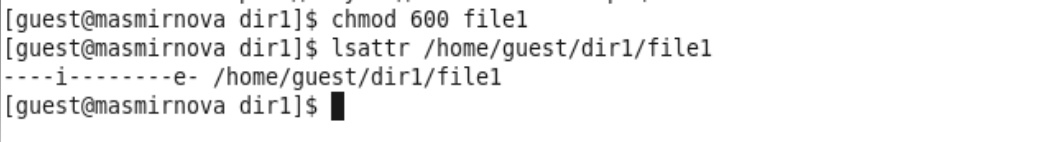 [guest@masmirnova dir1]$ chmod 600 file1
[guest@masmirnova dir1]$ lsattr /home/guest/dir1/file1
----i--------e- /home/guest/dir1/file1
[guest@masmirnova dir1]$